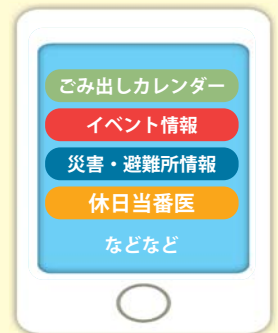 ごみ出しカレンダー
イベント情報
災害・避難所情報
休日当番医
などなど